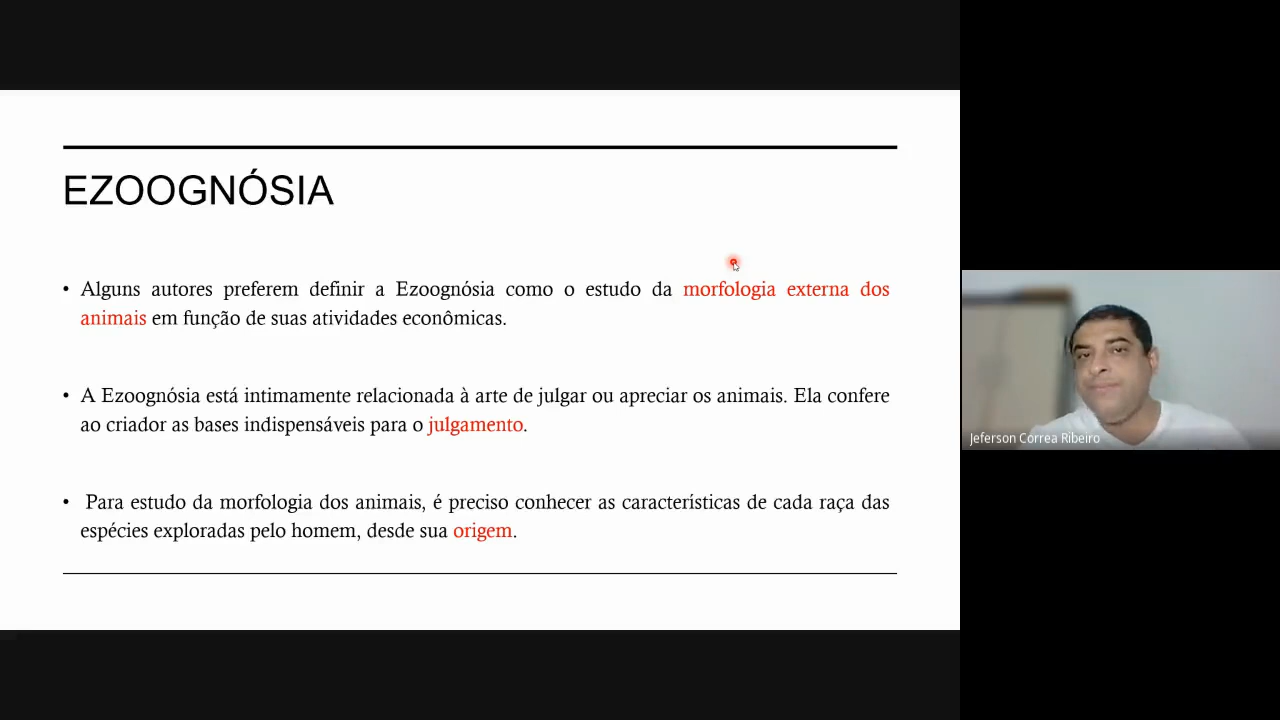 EZOOGNÓSIA
• Alguns autores preferem definir a Ezoognósia como o estudo da morfologia externa dos
animais em função de suas atividades econômicas.
• A Ezoognósia está intimamente relacionada à arte de julgar ou apreciar os animais. Ela confere
ao criador as bases indispensáveis para o julgamento.
• Para estudo da morfologia dos animais, é preciso conhecer as características de cada raça das
espécies exploradas pelo homem, desde sua origem.
Jeferson Corrêa Ribeiro